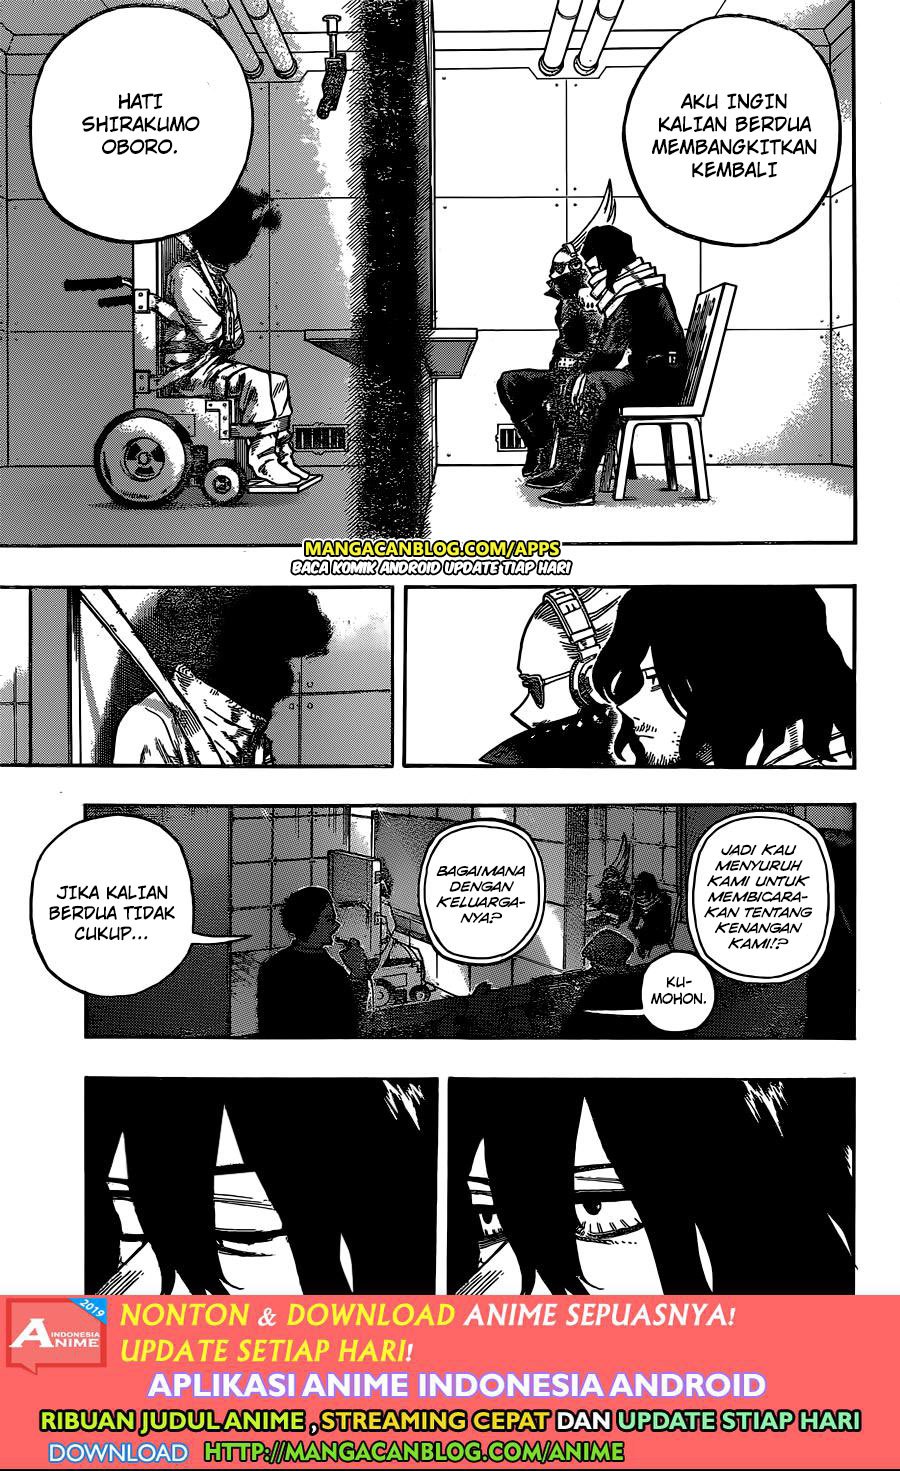 AKU INGIN
KALIAN BERDUA
MEMBANGKITKAN
KEMBALI
HATI
SHIRAKUMO
OBORO.
MANGACANBLOG.COM/APPS
BACA KOMIK ANDROID UPDATE TIAP HARI
JADI KAU
MENYURUH
KAMI UNTUK
MEMBICARA-
KAN TENTANG
KENANGAN
KAMI!?
KU-
MOHON.
BAGAIMANA
DENGAN
KELUARGA-
NYA?
JIKA KALIAN
BERDUA TIDAK
CUKUP...
2019
INDONESIA
ANIME
NONTON & DOWNLOAD ANIME SEPUASNYA!
UPDATE SETIAP HARI!
APLIKASI ANIME INDONESIA ANDROID
RIBUAN JUDUL ANIME , STREAMING CEPAT DAN UPDATE STIAP HARI
DOWNLOAD HTTP://MANGACANBLOG.COM/ANIME